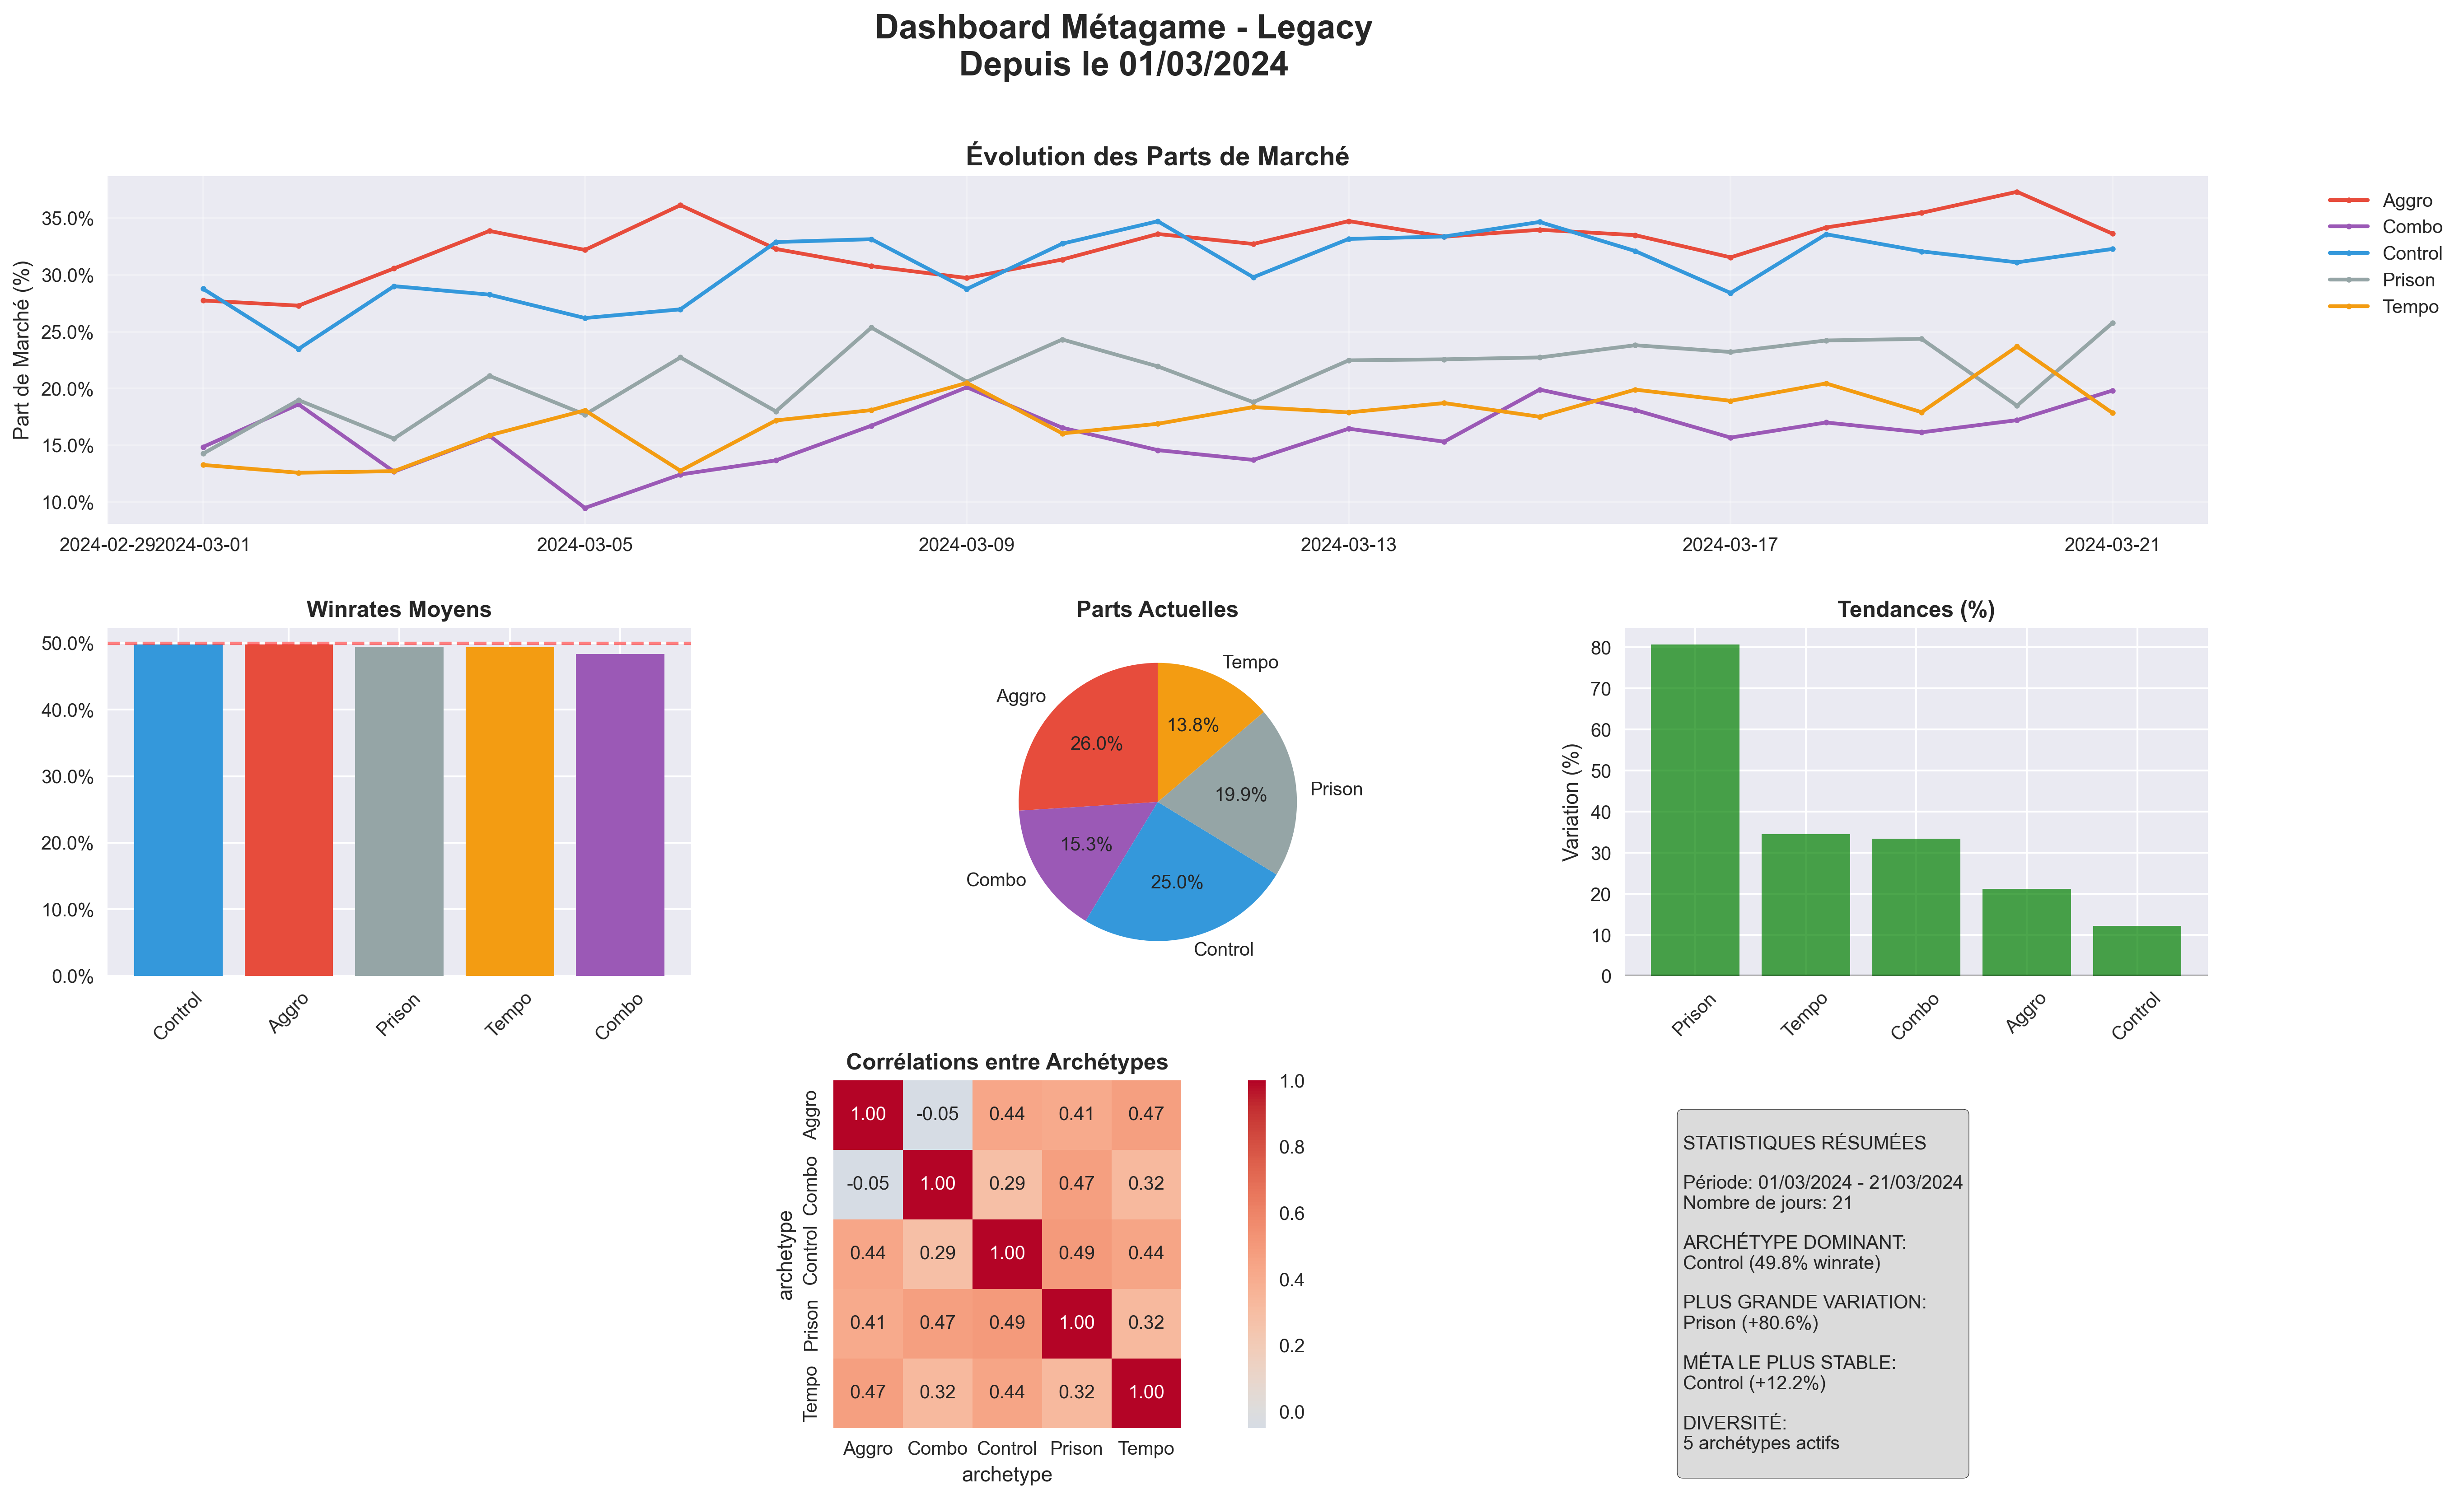 Dashboard Métagame - Legacy
Depuis le 01/03/2024
Évolution des Parts de Marché
Part de Marché (%)
35.0%
30.0%
25.0%
20.0%
15.0%
10.0%
2024-02-29
2024-03-01
2024-03-05
2024-03-09
2024-03-13
2024-03-17
2024-03-21
Aggro
Combo
Control
Prison
Tempo
Winrates Moyens
50.0%
40.0%
30.0%
20.0%
10.0%
0.0%
Control
Aggro
Prison
Tempo
Combo
Parts Actuelles
Tempo
Aggro
13.8%
26.0%
Prison
19.9%
15.3%
Combo
25.0%
Control
Tendances (%)
Variation (%)
80
70
60
50
40
30
20
10
0
Prison
Tempo
Combo
Aggro
Control
Corrélations entre Archétypes
archetype
Aggro 1.00 -0.05 0.44 0.41 0.47
Combo -0.05 1.00 0.29 0.47 0.32
Control 0.44 0.29 1.00 0.49 0.44
Prison 0.41 0.47 0.49 1.00 0.32
Tempo 0.47 0.32 0.44 0.32 1.00
Aggro Combo Control Prison Tempo
archetype
1.0
0.8
0.6
0.4
0.2
0.0
STATISTIQUES RÉSUMÉES
Période: 01/03/2024 - 21/03/2024
Nombre de jours: 21
ARCHÉTYPE DOMINANT:
Control (49.8% winrate)
PLUS GRANDE VARIATION:
Prison (+80.6%)
MÉTA LE PLUS STABLE:
Control (+12.2%)
DIVERSITÉ:
5 archétypes actifs